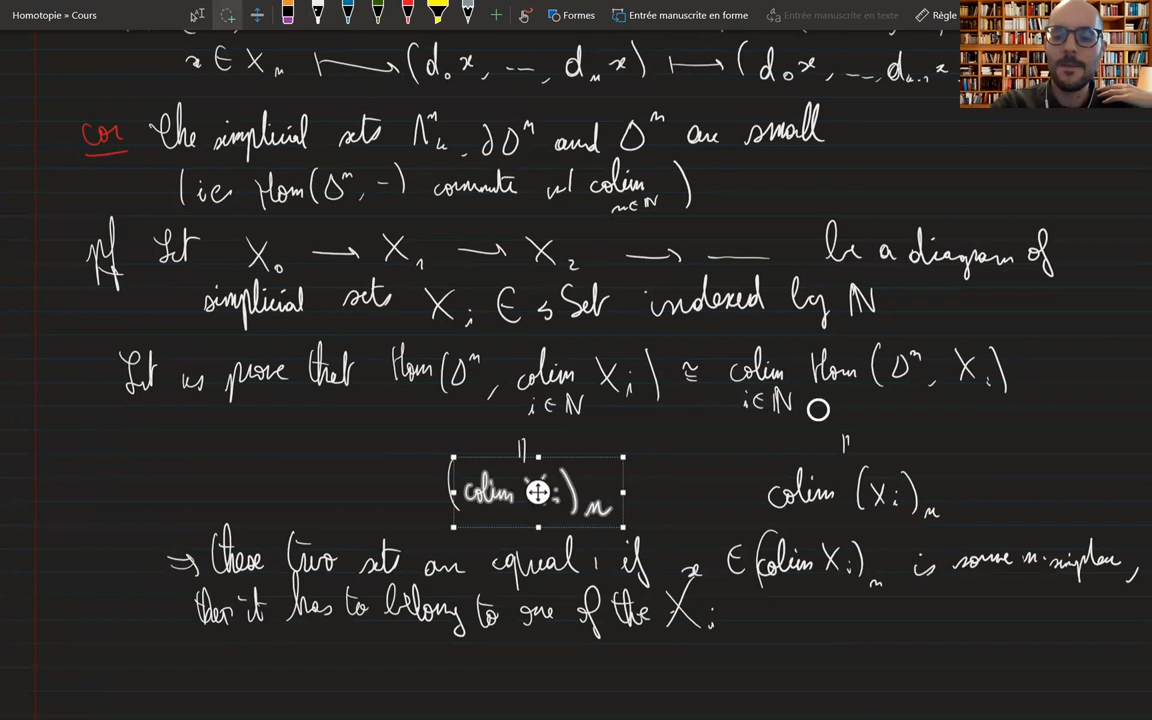 Homotopie » Cours
Formes
Entrée manuscrite en forme
Entrée manuscrite en texte
Règle
x ∈ Xₙ ⟼ (d₀x, ..., dₙx) ⟼ (d₀x, ..., dₙ₋₁x
Cor The simplicial sets Λⁿₖ, ∂Δⁿ and Δⁿ are small
(ie Hom(Δⁿ, -) commute w/ colim n∈ℕ)
pf Let X₀ → X₁ → X₂ → — be a diagram of
simplicial sets Xᵢ ∈ sSet indexed by ℕ
Let us prove that Hom(Δⁿ, colim i∈ℕ Xᵢ) ≅ colim i∈ℕ Hom(Δⁿ, Xᵢ)
(colim Xᵢ)ₙ colim (Xᵢ)ₙ
⇒ these two set are equal, if x ∈ (colim Xᵢ)ₙ is some n-simplex,
then it has to belong to one of the Xᵢ